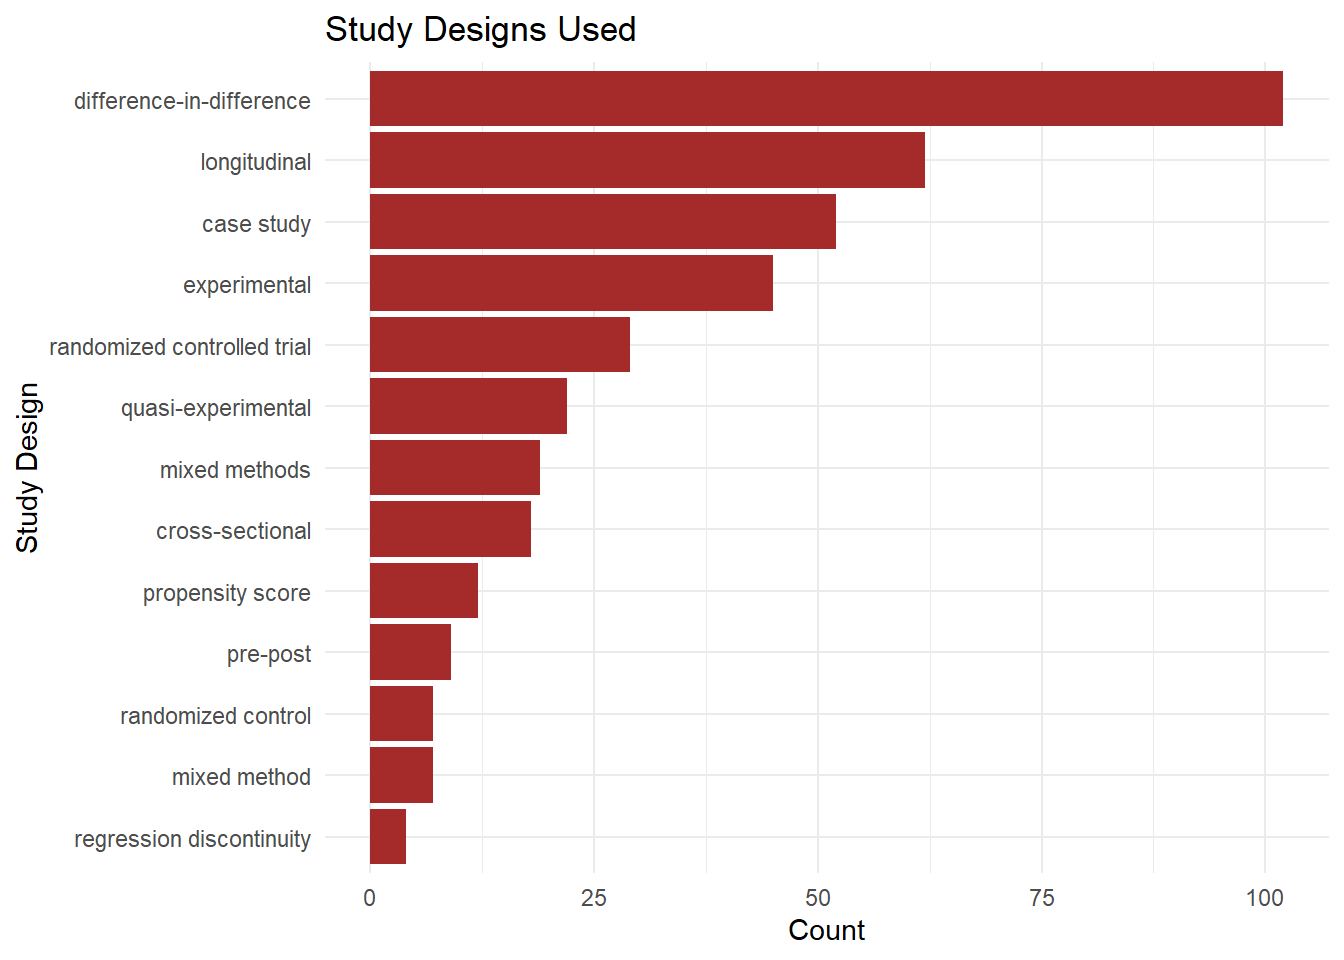 Study Designs Used
Study Design
difference-in-difference
longitudinal
case study
experimental
randomized controlled trial
quasi-experimental
mixed methods
cross-sectional
propensity score
pre-post
randomized control
mixed method
regression discontinuity
0 25 50 75 100
Count